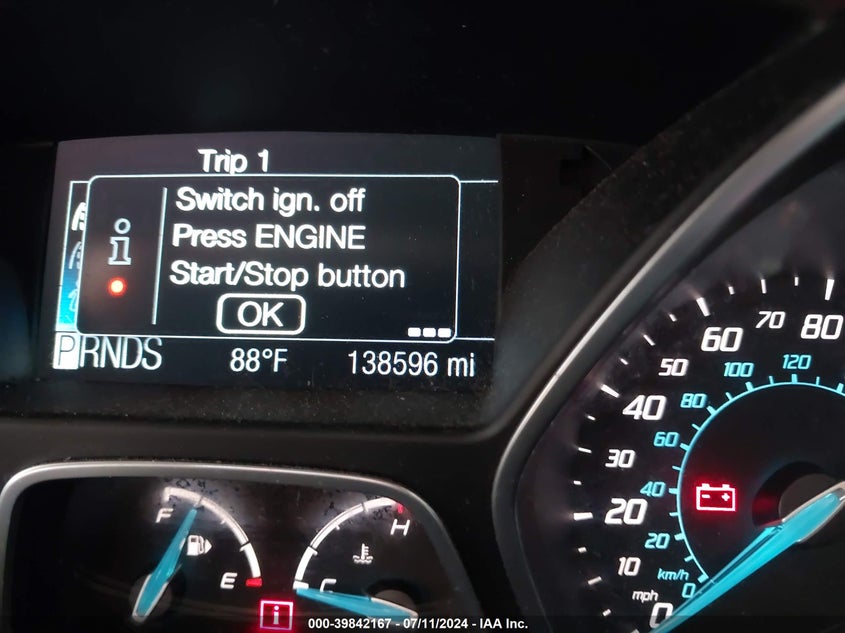 Trip 1
Switch ign. off
Press ENGINE
Start/Stop button
OK
PRNDS
88°F
138596 mi
F
E
H
C
i
80
70
60
50
40
30
20
10
0
mph
120
100
80
60
40
20
0
km/h
000-39842167 - 07/11/2024 - IAA Inc.